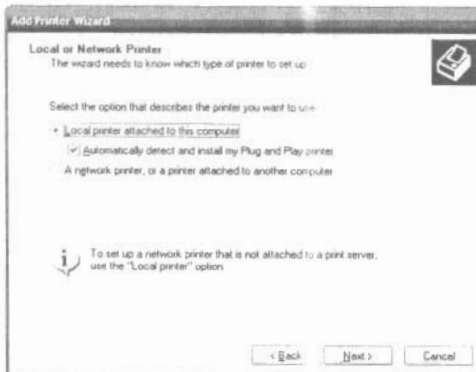 Add Printer Wizard
Local or Network Printer
The wizard needs to know which type of printer to set up
Select the option that describes the printer you want to use
Local printer attached to this computer
Automatically detect and install my Plug and Play printer
A network printer, or a printer attached to another computer
To set up a network printer that is not attached to a print server,
use the "Local printer" option
< Back
Next >
Cancel